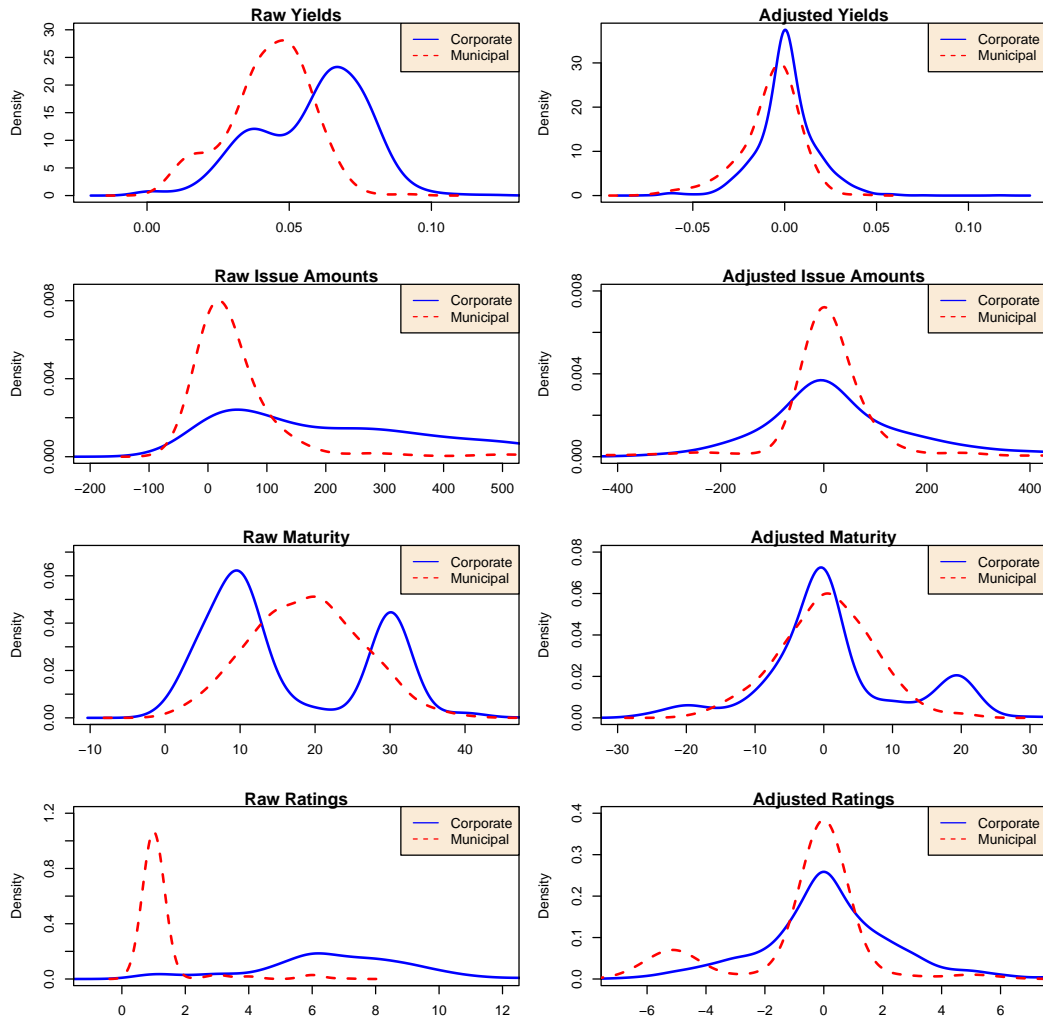 Raw Yields
Density
0 5 10 15 20 25 30
0.00 0.05 0.10
Corporate
Municipal
Adjusted Yields
Density
0 10 20 30
−0.05 0.00 0.05 0.10
Corporate
Municipal
Raw Issue Amounts
Density
0.000 0.004 0.008
−200 −100 0 100 200 300 400 500
Corporate
Municipal
Adjusted Issue Amounts
Density
0.000 0.004 0.008
−400 −200 0 200 400
Corporate
Municipal
Raw Maturity
Density
0.00 0.02 0.04 0.06
−10 0 10 20 30 40
Corporate
Municipal
Adjusted Maturity
Density
0.00 0.02 0.04 0.06 0.08
−30 −20 −10 0 10 20 30
Corporate
Municipal
Raw Ratings
Density
0.0 0.4 0.8 1.2
0 2 4 6 8 10 12
Corporate
Municipal
Adjusted Ratings
Density
0.0 0.1 0.2 0.3 0.4
−6 −4 −2 0 2 4 6
Corporate
Municipal